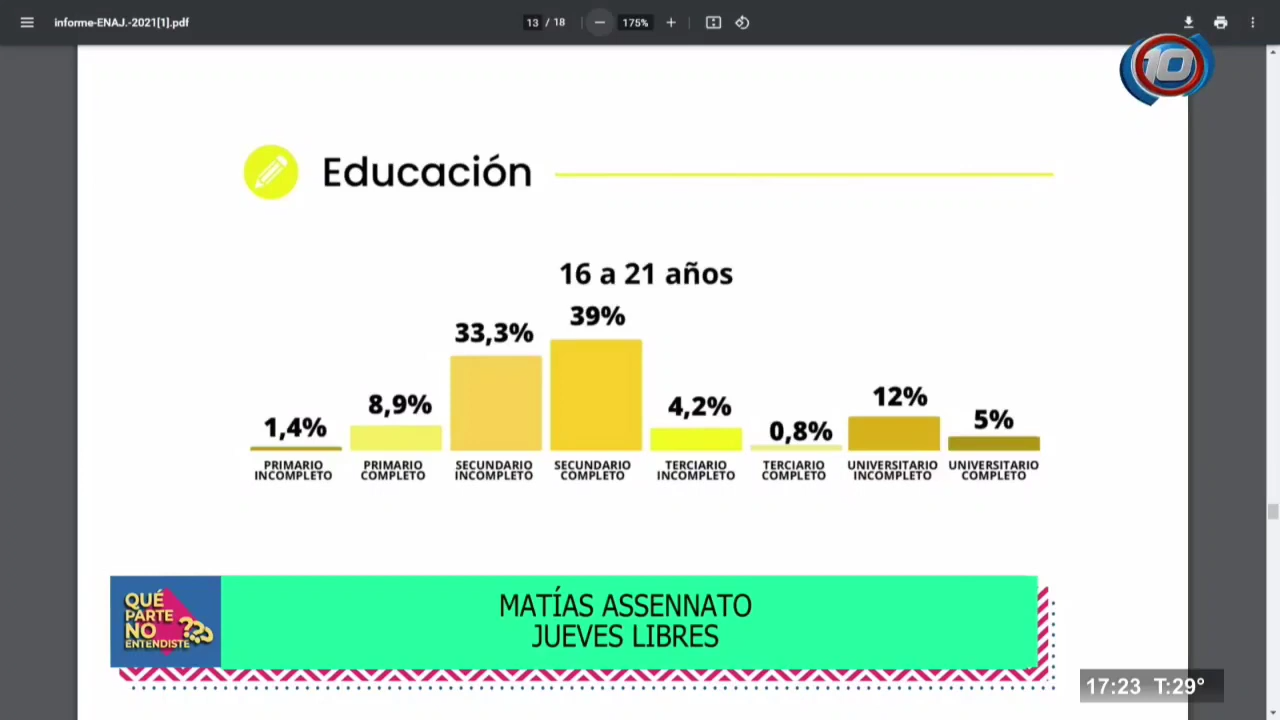 informe-ENAJ.-2021[1].pdf
13 / 18
175%
10
Educación
16 a 21 años
1,4%
8,9%
33,3%
39%
4,2%
0,8%
12%
5%
PRIMARIO
INCOMPLETO
PRIMARIO
COMPLETO
SECUNDARIO
INCOMPLETO
SECUNDARIO
COMPLETO
TERCIARIO
INCOMPLETO
TERCIARIO
COMPLETO
UNIVERSITARIO
INCOMPLETO
UNIVERSITARIO
COMPLETO
QUÉ
PARTE
NO
ENTENDISTE
???
MATÍAS ASSENNATO
JUEVES LIBRES
17:23 T:29°